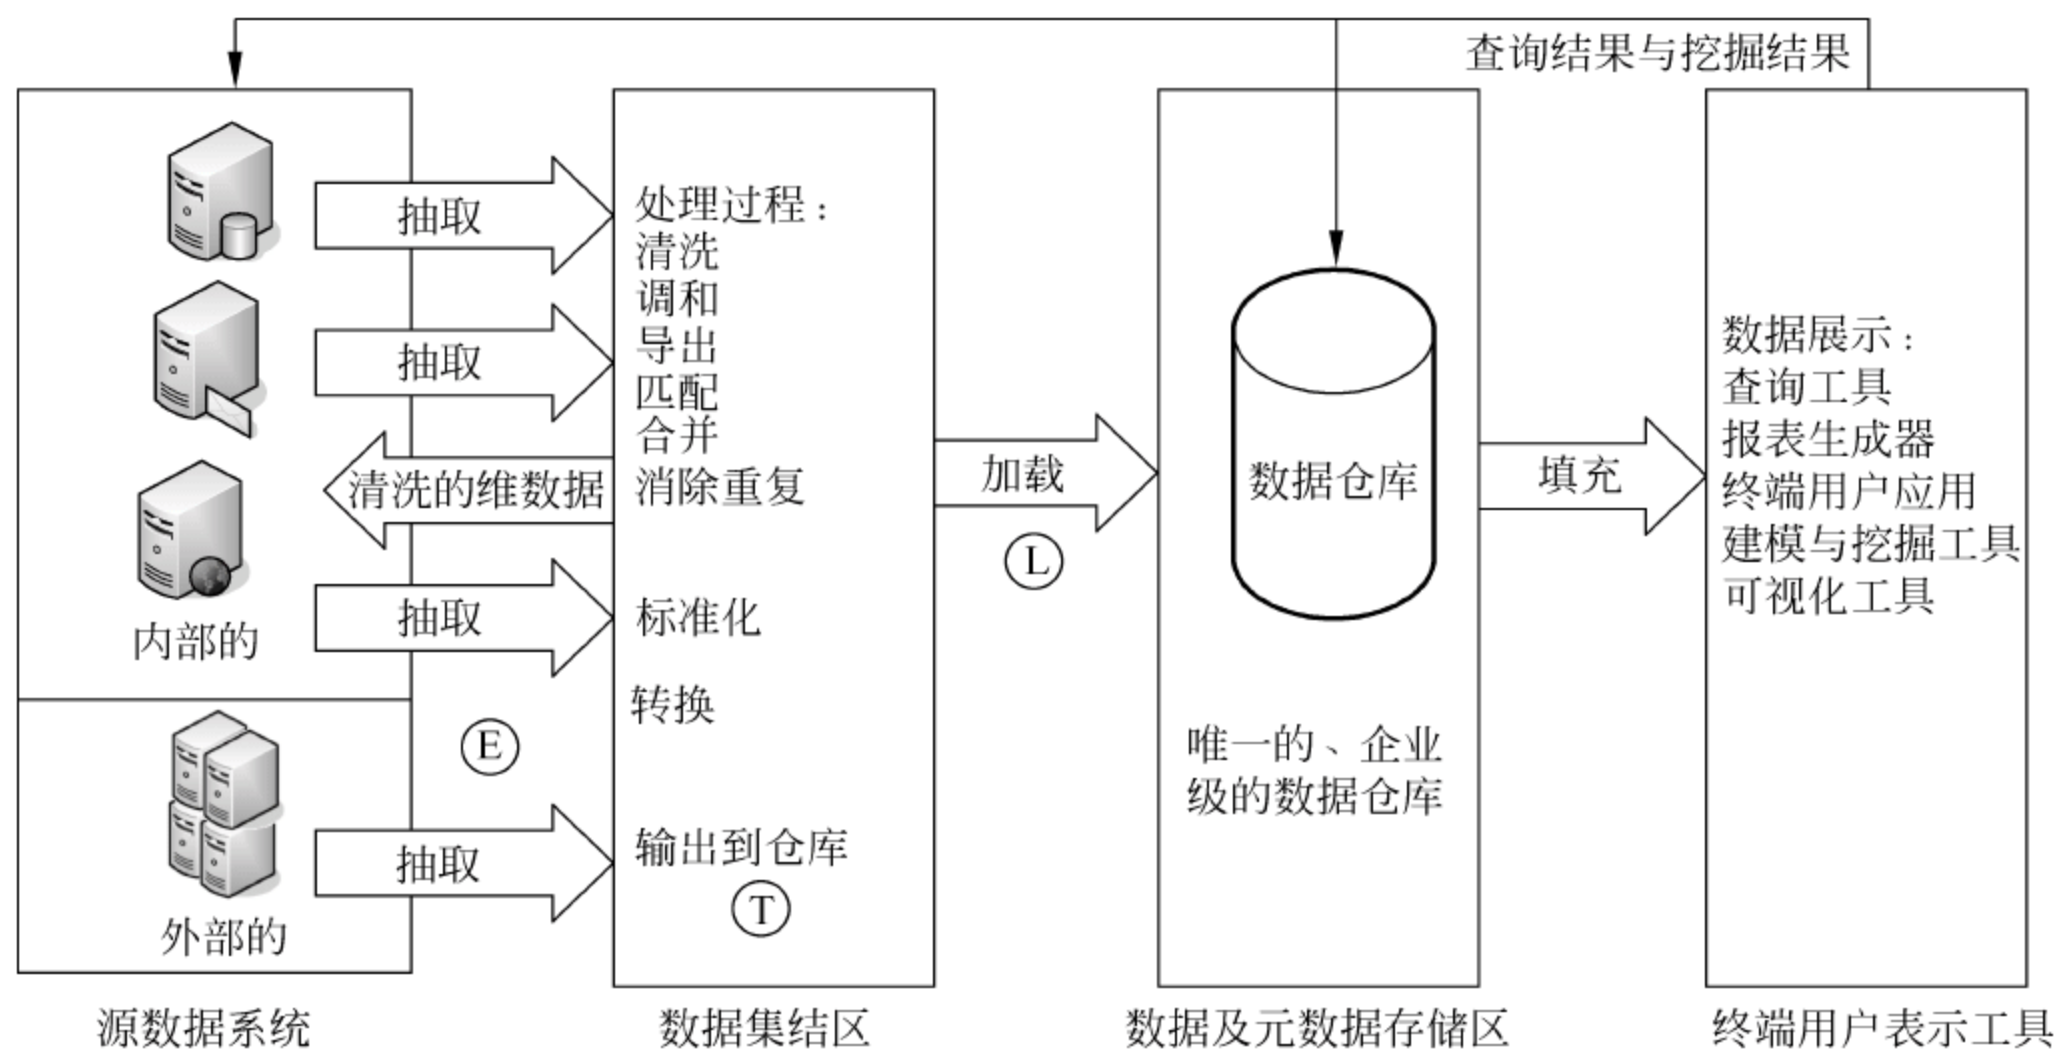 查询结果与挖掘结果
抽取
抽取
清洗的维数据
抽取
内部的
E
抽取
外部的
源数据系统
处理过程：
清洗
调和
导出
匹配
合并
消除重复
标准化
转换
输出到仓库
T
数据集结区
加载
L
数据仓库
唯一的、企业
级的数据仓库
数据及元数据存储区
填充
数据展示：
查询工具
报表生成器
终端用户应用
建模与挖掘工具
可视化工具
终端用户表示工具